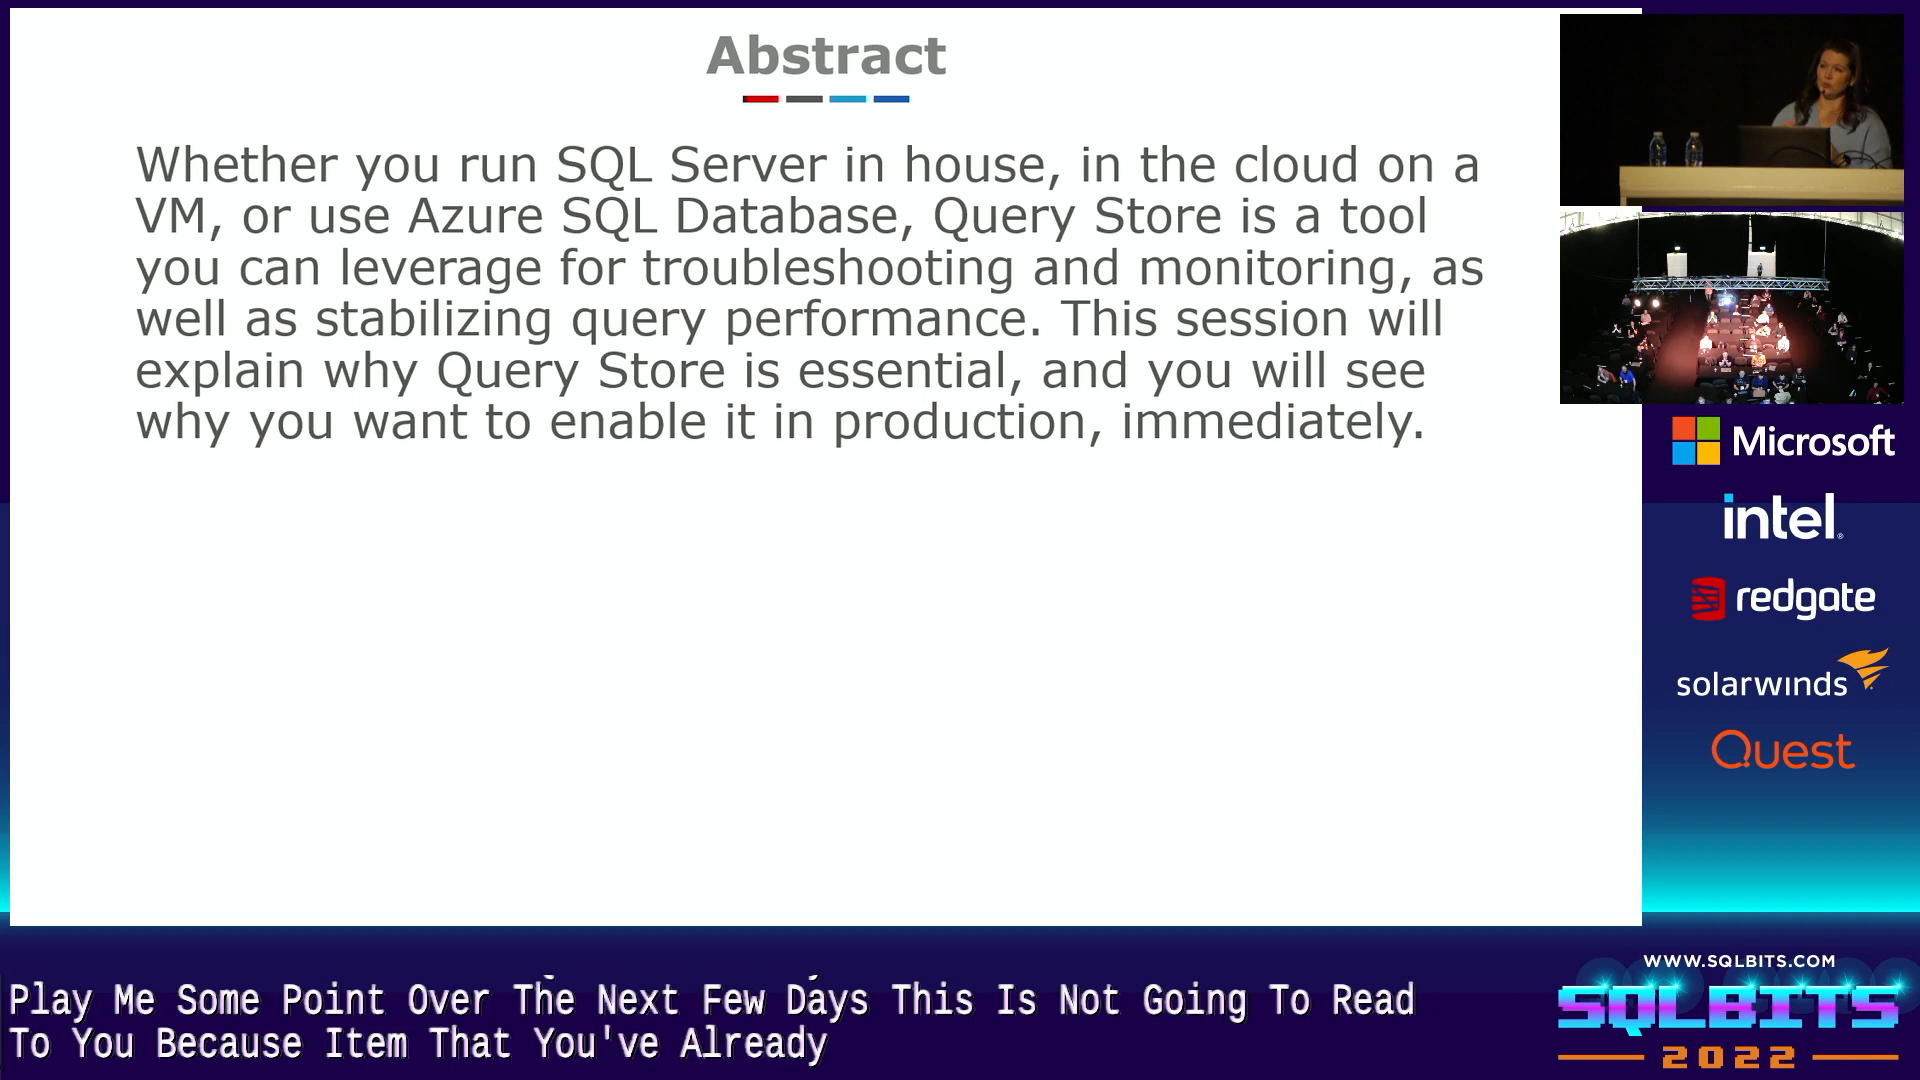 Abstract
Whether you run SQL Server in house, in the cloud on a
VM, or use Azure SQL Database, Query Store is a tool
you can leverage for troubleshooting and monitoring, as
well as stabilizing query performance. This session will
explain why Query Store is essential, and you will see
why you want to enable it in production, immediately.
Microsoft
intel®
redgate
solarwinds
Quest
WWW.SQLBITS.COM
SQLBITS
2022
Play Me Some Point Over The Next Few Days This Is Not Going To Read
To You Because Item That You've Already